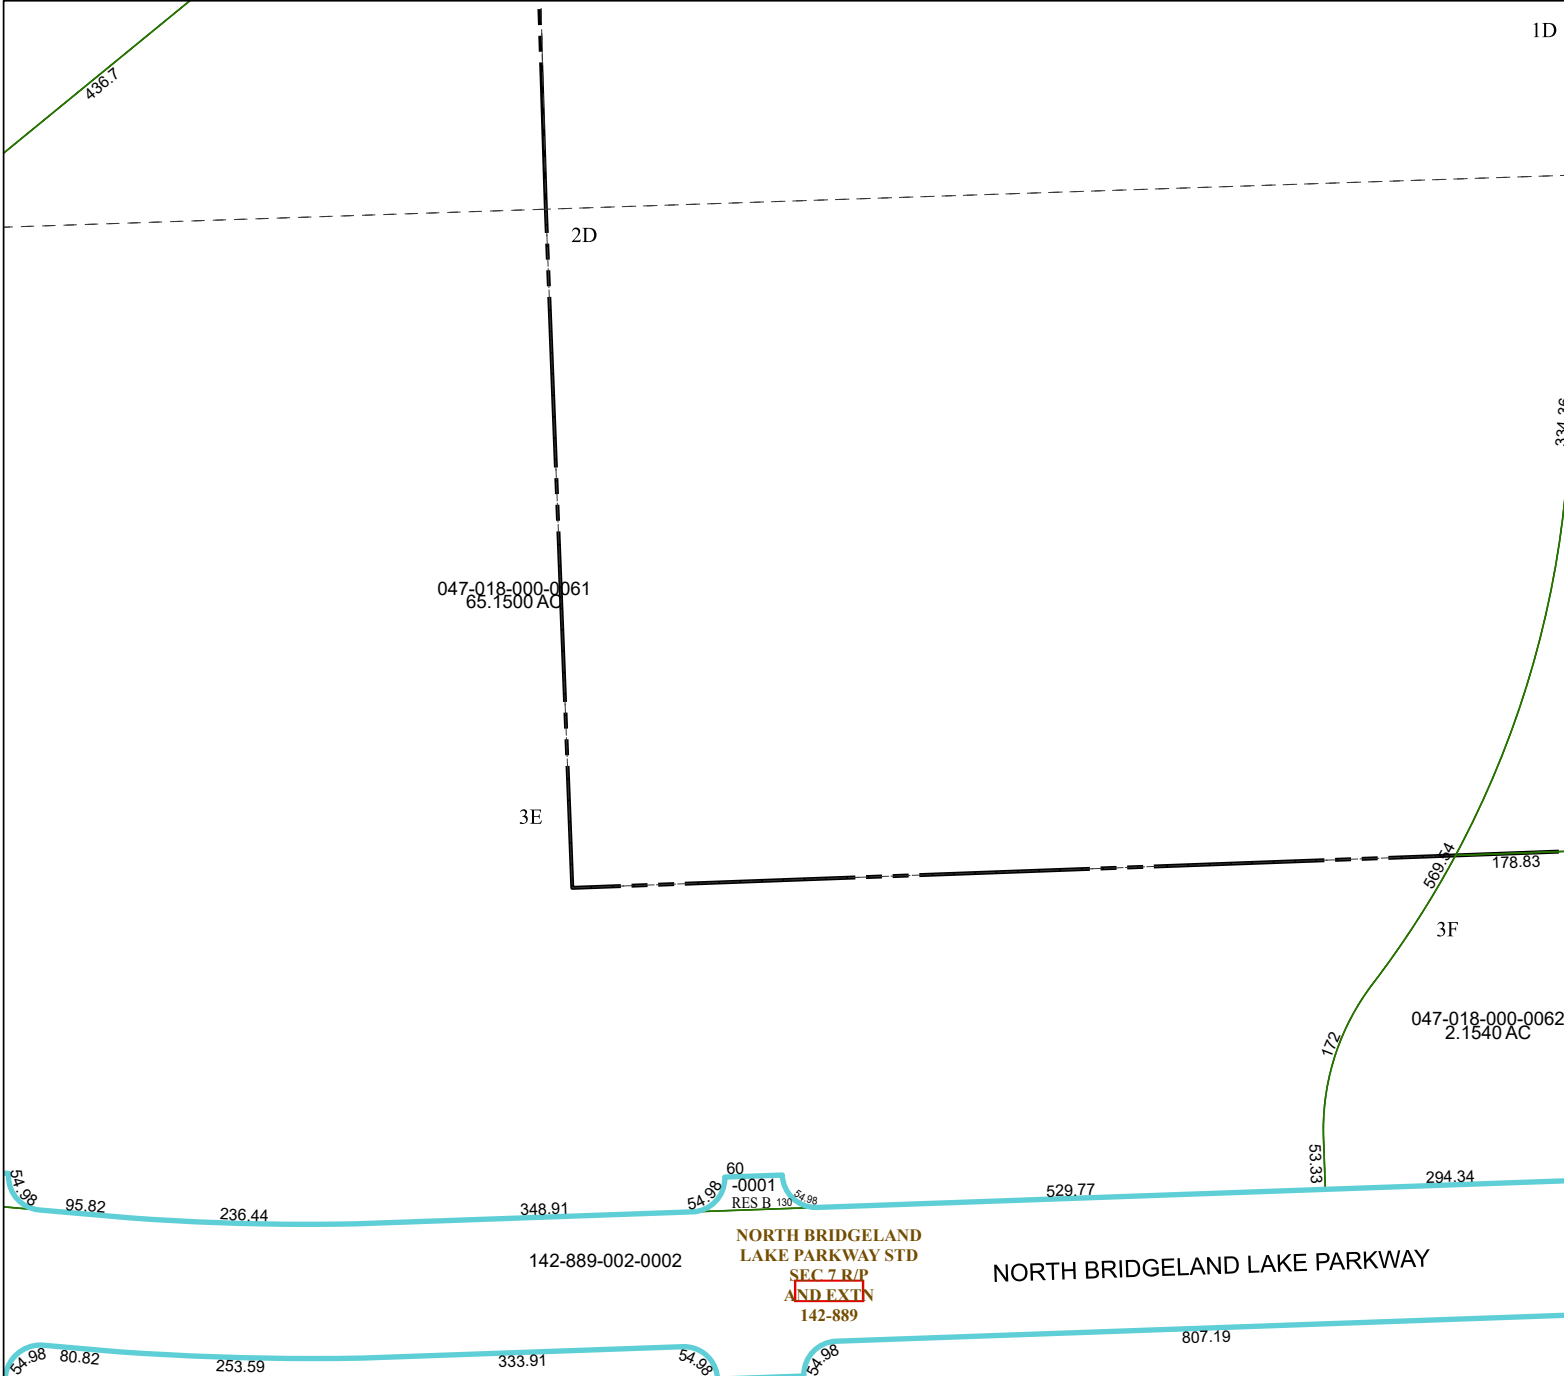 1D
436.7
2D
334.36
047-018-000-0061
65.1500 AC
3E
569.54
178.83
3F
047-018-000-0062
2.1540 AC
172
53.33
54.98
95.82
236.44
348.91
54.98
60
-0001
RES B 130
54.98
529.77
294.34
NORTH BRIDGELAND
LAKE PARKWAY STD
SEC 7 R/P
AND EXTN
142-889
142-889-002-0002
NORTH BRIDGELAND LAKE PARKWAY
54.98
80.82
253.59
333.91
54.98
54.98
807.19